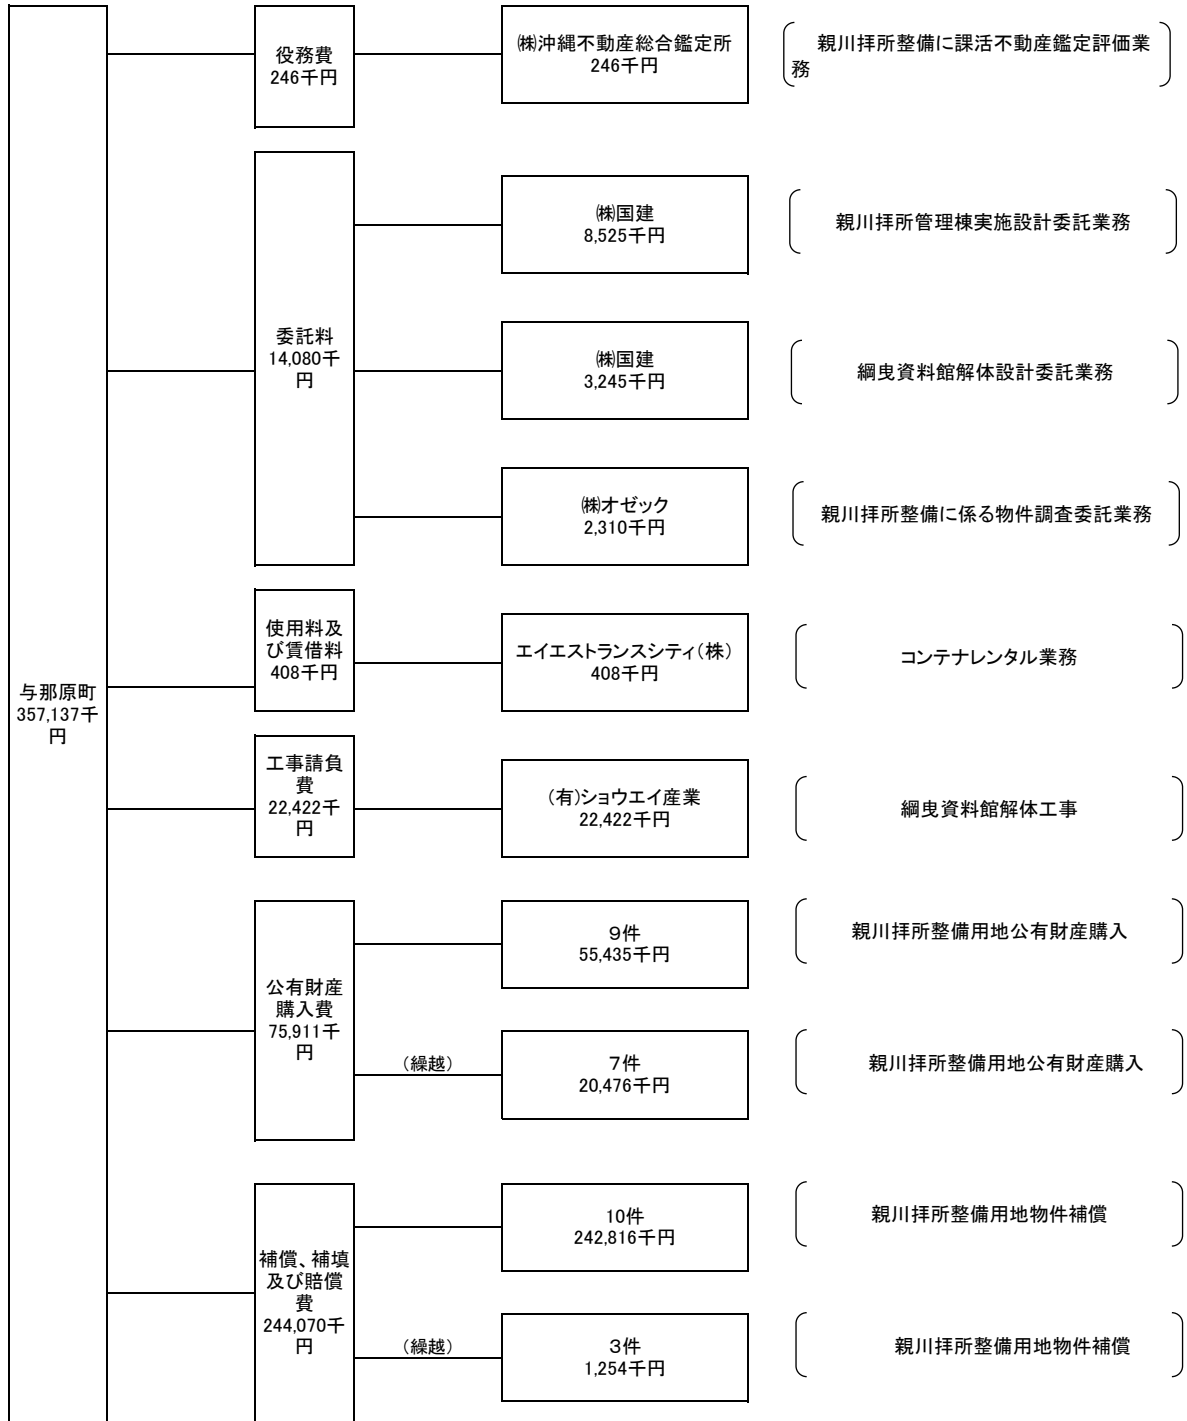 役務費
246千円
㈱沖縄不動産総合鑑定所
246千円
親川拝所整備に課活不動産鑑定評価業
務
委託料
14,080千
円
㈱国建
8,525千円
親川拝所管理棟実施設計委託業務
㈱国建
3,245千円
綱曳資料館解体設計委託業務
㈱オゼック
2,310千円
親川拝所整備に係る物件調査委託業務
与那原町
357,137千
円
使用料及
び賃借料
408千円
エイエストランスシティ(株)
408千円
コンテナレンタル業務
工事請負
費
22,422千
円
(有)ショウエイ産業
22,422千円
綱曳資料館解体工事
公有財産
購入費
75,911千
円
9件
55,435千円
親川拝所整備用地公有財産購入
(繰越)
7件
20,476千円
親川拝所整備用地公有財産購入
補償、補填
及び賠償
費
244,070千
円
10件
242,816千円
親川拝所整備用地物件補償
(繰越)
3件
1,254千円
親川拝所整備用地物件補償